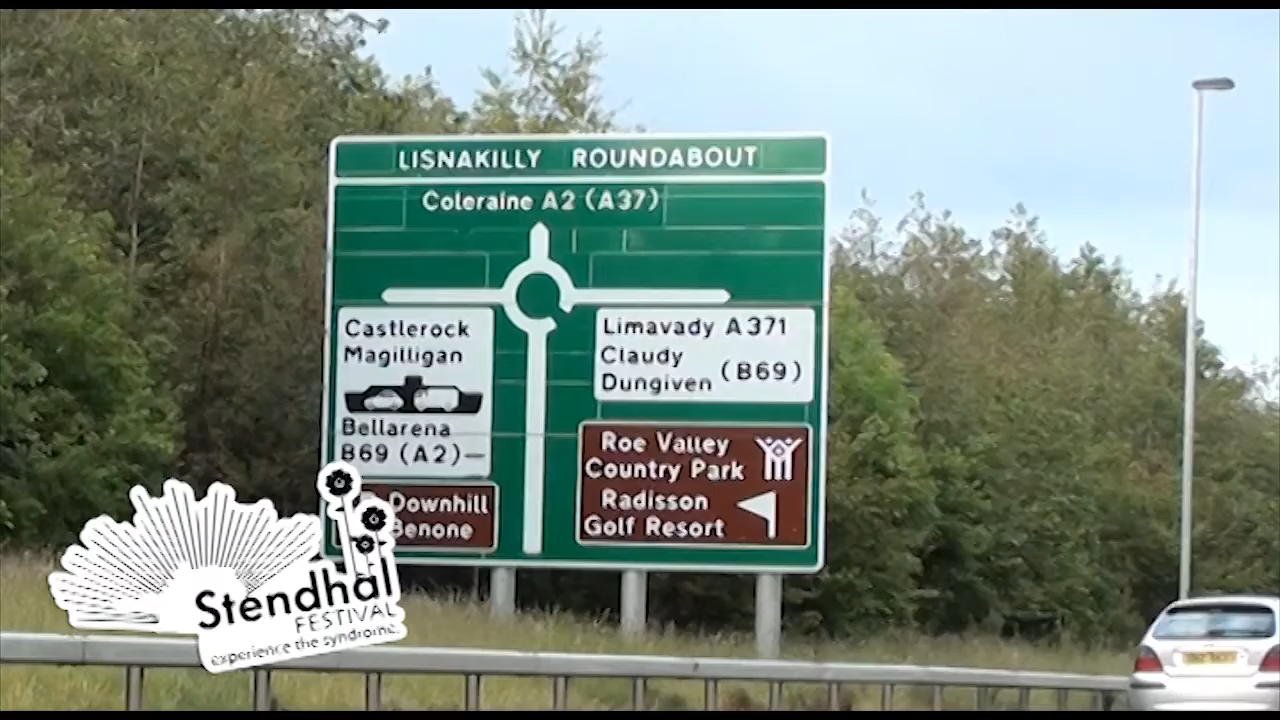 LISNAKILLY ROUNDABOUT
Coleraine A2 (A37)
Castlerock
Magilligan
Bellarena
B69 (A2)
Limavady A371
Claudy
Dungiven (B69)
Roe Valley
Country Park
Radisson
Golf Resort
Downhill
Benone
Stendhal
FESTIVAL
experience the syndrome.